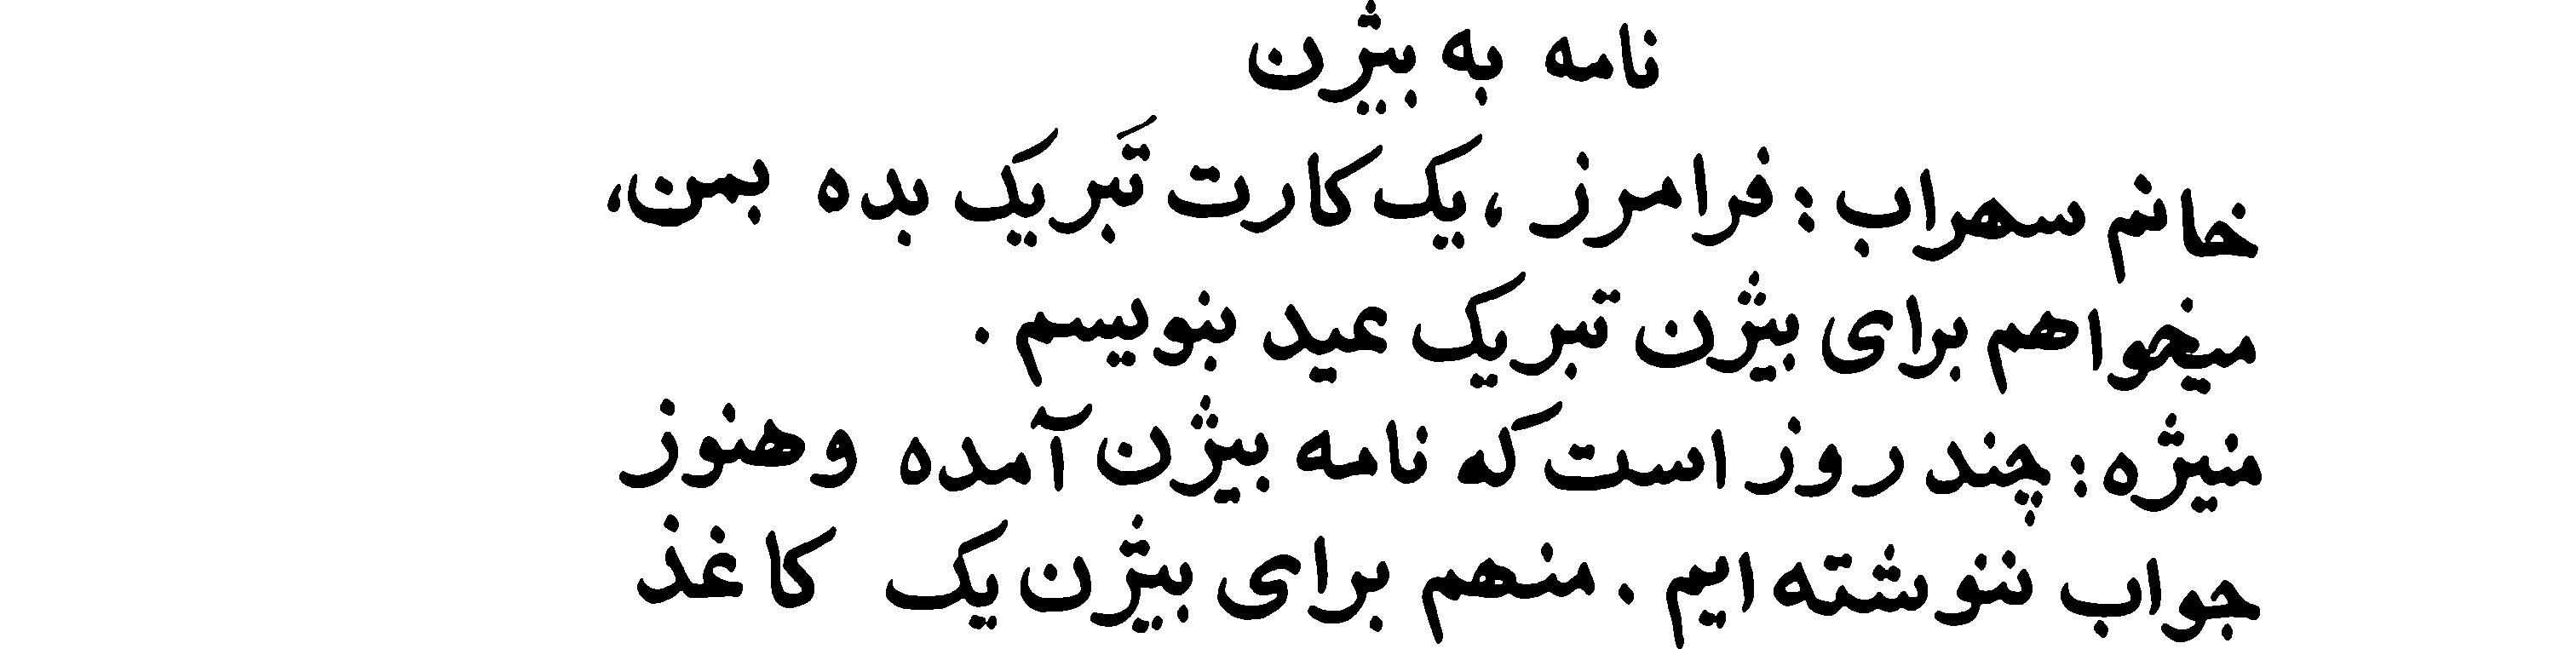 نامه به بیژن
خانم سهراب : فرامرز ، یک کارت تَبریک بده بمن،
میخواهم برای بیژن تبریک عید بنویسم .
منیژه : چند روز است که نامه بیژن آمده وهنوز
جواب ننوشته ایم . منهم برای بیژن یک کاغذ